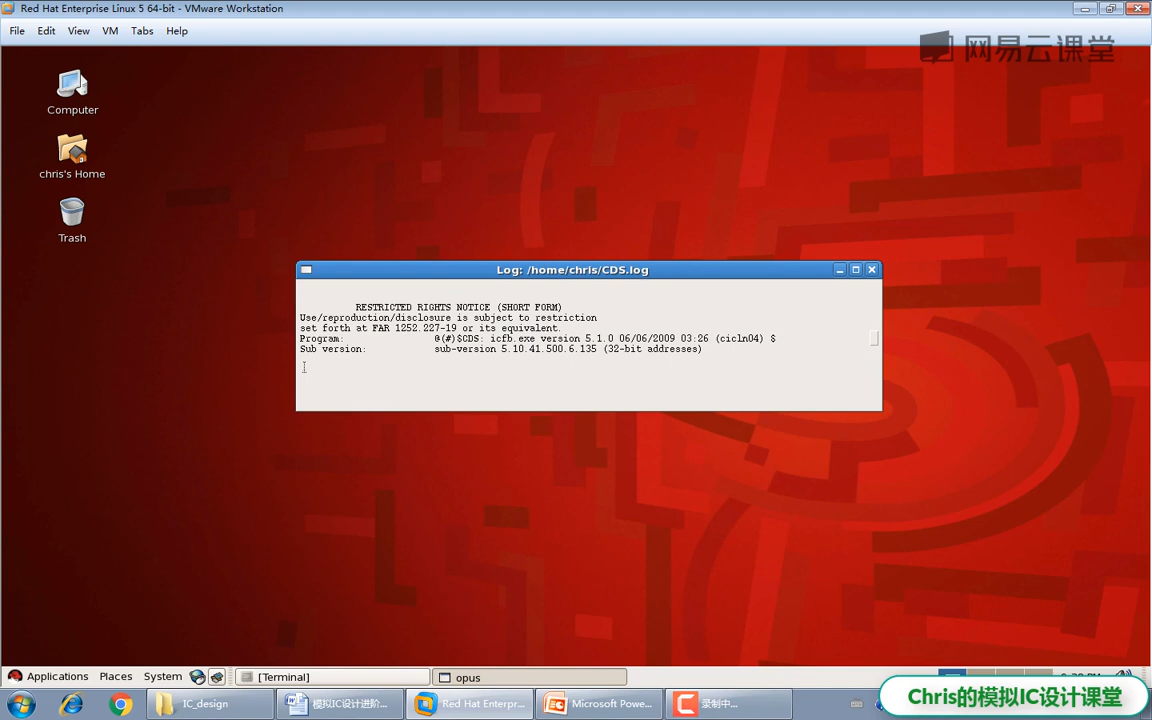 Red Hat Enterprise Linux 5 64-bit - VMware Workstation
File Edit View VM Tabs Help
网易云课堂
Computer
chris's Home
Trash
Log: /home/chris/CDS.log
RESTRICTED RIGHTS NOTICE (SHORT FORM)
Use/reproduction/disclosure is subject to restriction
set forth at FAR 1252.227-19 or its equivalent.
Program: @(#)$CDS: icfb.exe version 5.1.0 06/06/2009 03:26 (cicln04) $
Sub version: sub-version 5.10.41.500.6.135 (32-bit addresses)
Applications Places System [Terminal] opus
IC_design 模拟IC设计进阶... Red Hat Enterpr... Microsoft Powe... 录制中...
Chris的模拟IC设计课堂